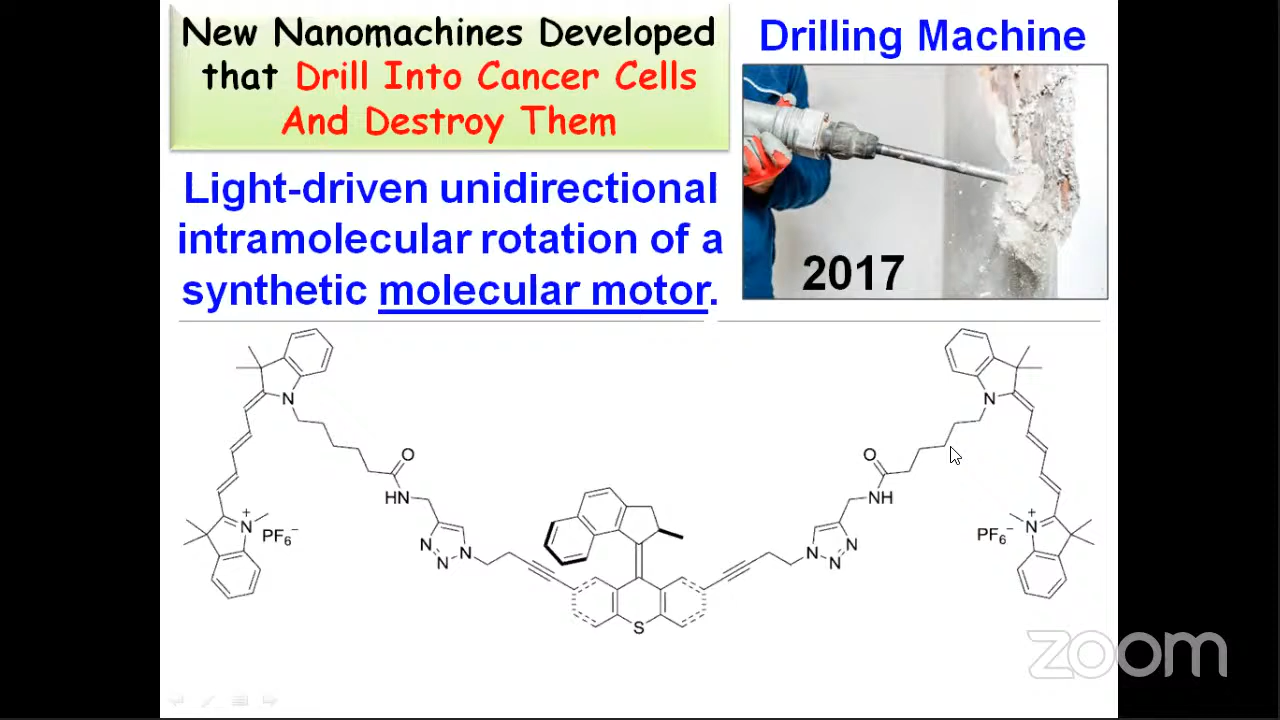 New Nanomachines Developed
that Drill Into Cancer Cells
And Destroy Them
Drilling Machine
2017
Light-driven unidirectional
intramolecular rotation of a
synthetic molecular motor.
N
N
O
O
HN
NH
+
N
PF6−
+
N
PF6−
N
N
N
N
N
N
S
zoom